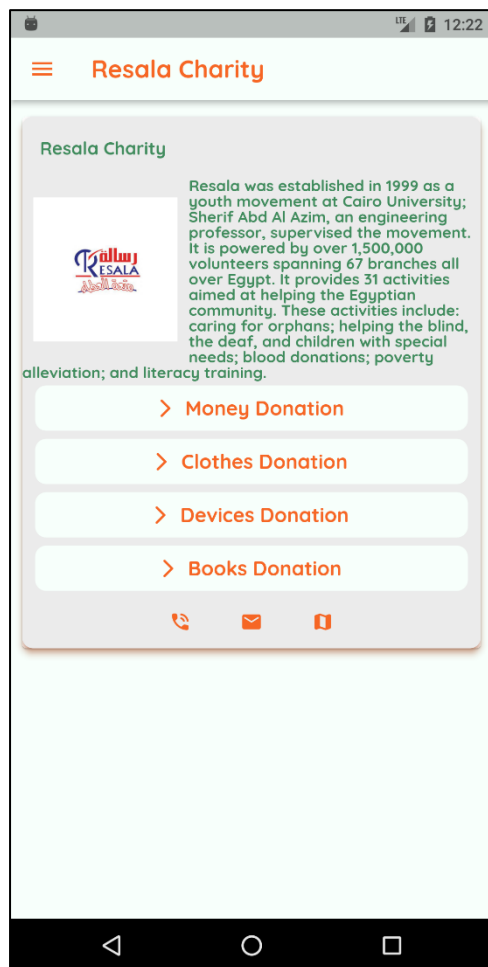 LTE 12:22
Resala Charity
Resala Charity
Resala was established in 1999 as a
youth movement at Cairo University;
Sherif Abd Al Azim, an engineering
professor, supervised the movement.
It is powered by over 1,500,000
volunteers spanning 67 branches all
over Egypt. It provides 31 activities
aimed at helping the Egyptian
community. These activities include:
caring for orphans; helping the blind,
the deaf, and children with special
needs; blood donations; poverty
alleviation; and literacy training.
رسالة
RESALA
Money Donation
Clothes Donation
Devices Donation
Books Donation